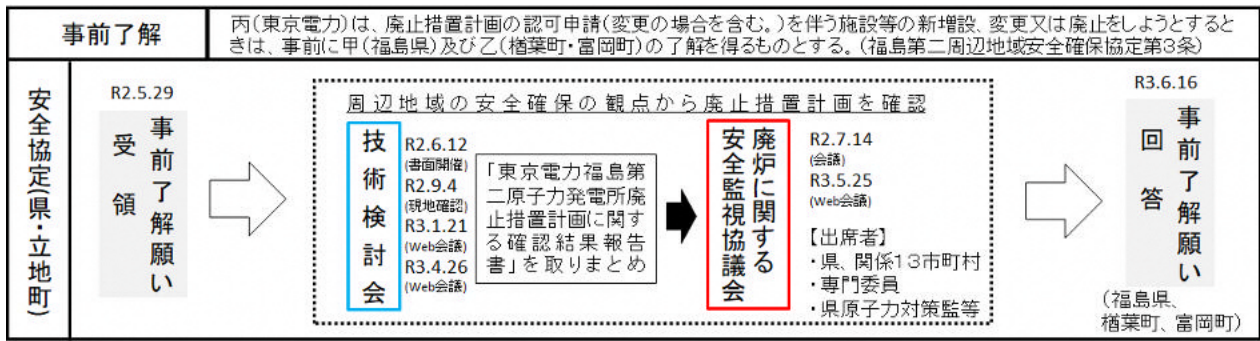 事前了解
丙(東京電力)は、廃止措置計画の認可申請(変更の場合を含む。)を伴う施設等の新増設、変更又は廃止をしようとすると
きは、事前に甲(福島県)及び乙(楢葉町・富岡町)の了解を得るものとする。(福島第二周辺地域安全確保協定第3条)
安全協定(県・立地町)
R2.5.29
事前了解願い
受領
周辺地域の安全確保の観点から廃止措置計画を確認
技術検討会
R2.6.12
(書面開催)
R2.9.4
(現地確認)
R3.1.21
(Web会議)
R3.4.26
(Web会議)
「東京電力福島第
二原子力発電所廃
止措置計画に関す
る確認結果報告
書」を取りまとめ
廃炉に関する
安全監視協議会
R2.7.14
(会議)
R3.5.25
(Web会議)
【出席者】
・県、関係13市町村
・専門委員
・県原子力対策監等
R3.6.16
事前了解願い
回答
(福島県、
楢葉町、富岡町)